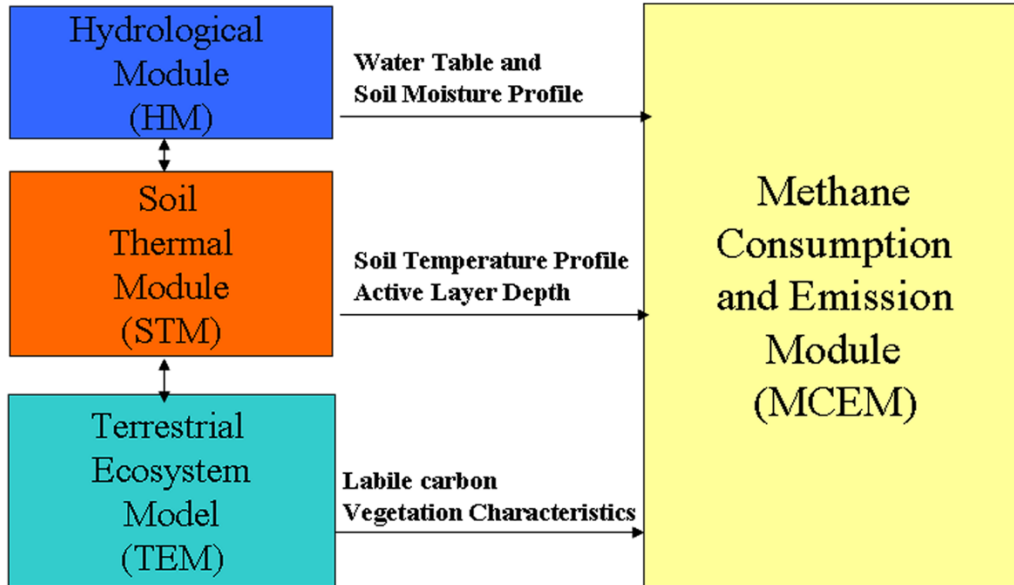 Hydrological
Module
(HM)
Water Table and
Soil Moisture Profile
Soil
Thermal
Module
(STM)
Soil Temperature Profile
Active Layer Depth
Terrestrial
Ecosystem
Model
(TEM)
Labile carbon
Vegetation Characteristics
Methane
Consumption
and Emission
Module
(MCEM)